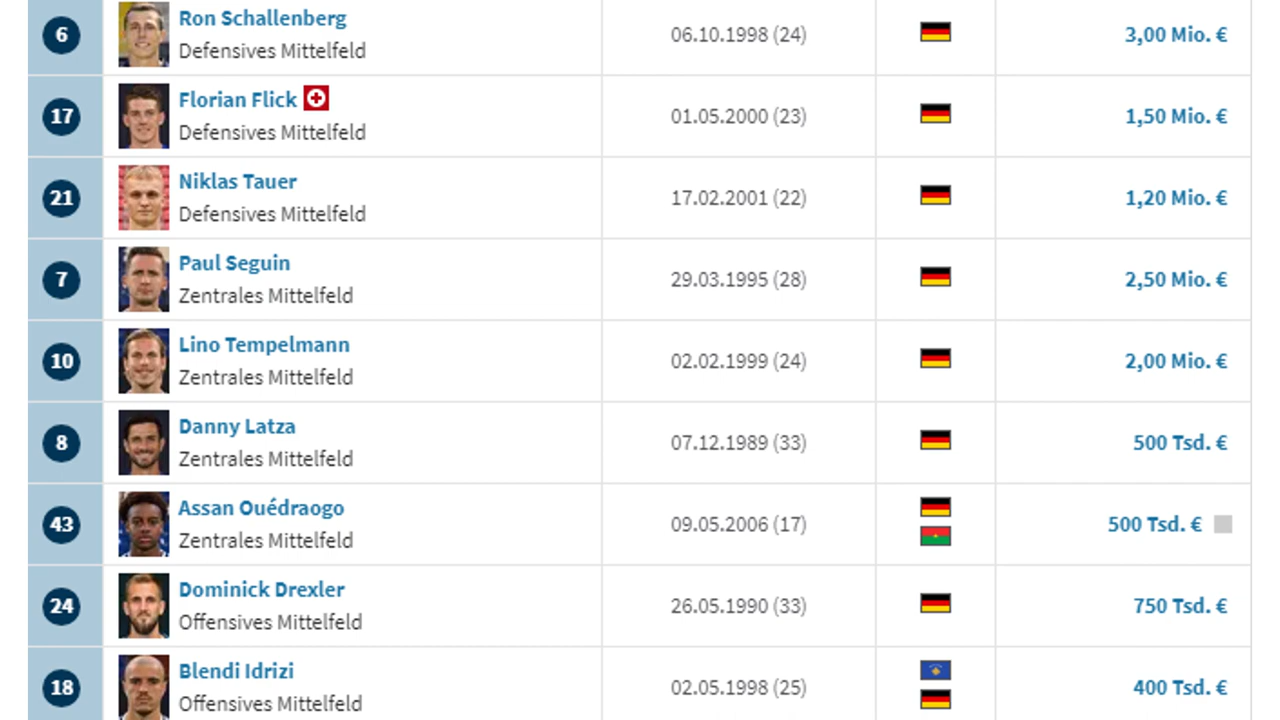 6
Ron Schallenberg
Defensives Mittelfeld
06.10.1998 (24)
3,00 Mio. €
17
Florian Flick
Defensives Mittelfeld
01.05.2000 (23)
1,50 Mio. €
21
Niklas Tauer
Defensives Mittelfeld
17.02.2001 (22)
1,20 Mio. €
7
Paul Seguin
Zentrales Mittelfeld
29.03.1995 (28)
2,50 Mio. €
10
Lino Tempelmann
Zentrales Mittelfeld
02.02.1999 (24)
2,00 Mio. €
8
Danny Latza
Zentrales Mittelfeld
07.12.1989 (33)
500 Tsd. €
43
Assan Ouédraogo
Zentrales Mittelfeld
09.05.2006 (17)
500 Tsd. €
24
Dominick Drexler
Offensives Mittelfeld
26.05.1990 (33)
750 Tsd. €
18
Blendi Idrizi
Offensives Mittelfeld
02.05.1998 (25)
400 Tsd. €